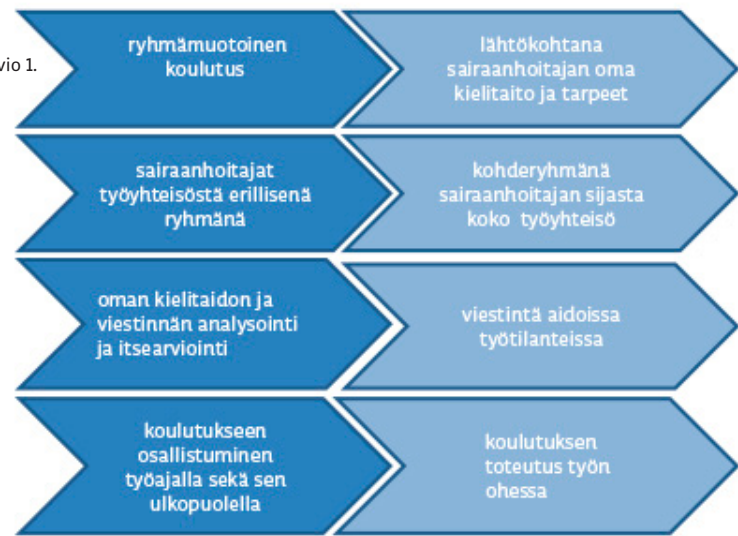 vio 1.
ryhmämuotoinen
koulutus
lähtökohtana
sairaanhoitajan oma
kielitaito ja tarpeet
sairaanhoitajat
työyhteisöstä erillisenä
ryhmänä
kohderyhmänä
sairaanhoitajan sijasta
koko työyhteisö
oman kielitaidon ja
viestinnän analysointi
ja itsearviointi
viestintä aidoissa
työtilanteissa
koulutukseen
osallistuminen
työajalla sekä sen
ulkopuolella
koulutuksen
toteutus työn
ohessa